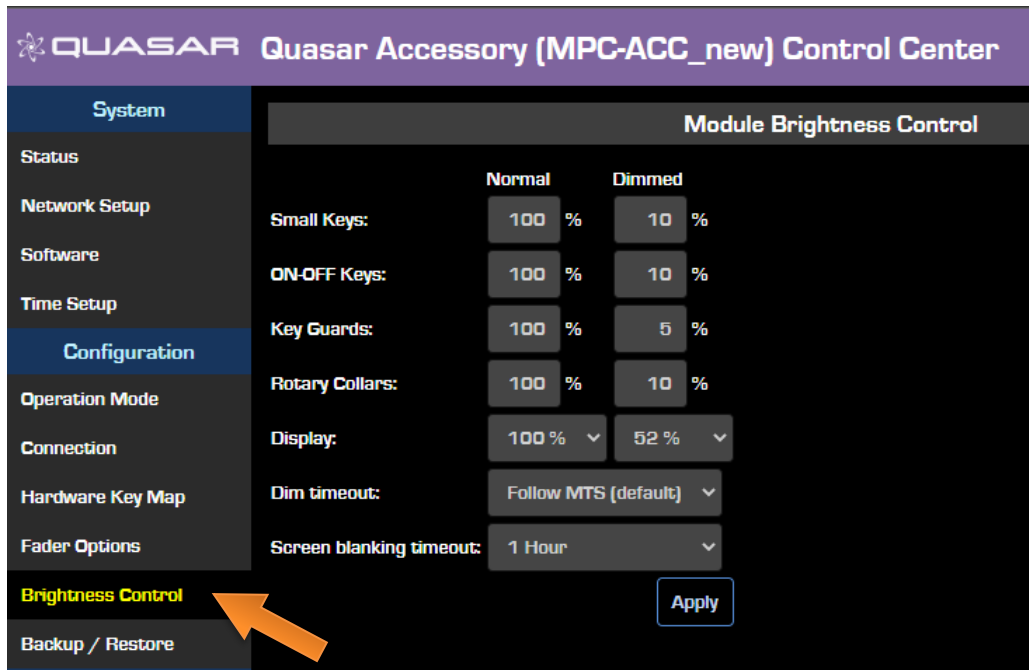 QUASAR Quasar Accessory (MPC-ACC_new) Control Center
System
Status
Network Setup
Software
Time Setup
Configuration
Operation Mode
Connection
Hardware Key Map
Fader Options
Brightness Control
Backup / Restore
Module Brightness Control
Normal Dimmed
Small Keys: 100 % 10 %
ON-OFF Keys: 100 % 10 %
Key Guards: 100 % 5 %
Rotary Collars: 100 % 10 %
Display: 100 % 52 %
Dim timeout: Follow MTS (default)
Screen blanking timeout: 1 Hour
Apply